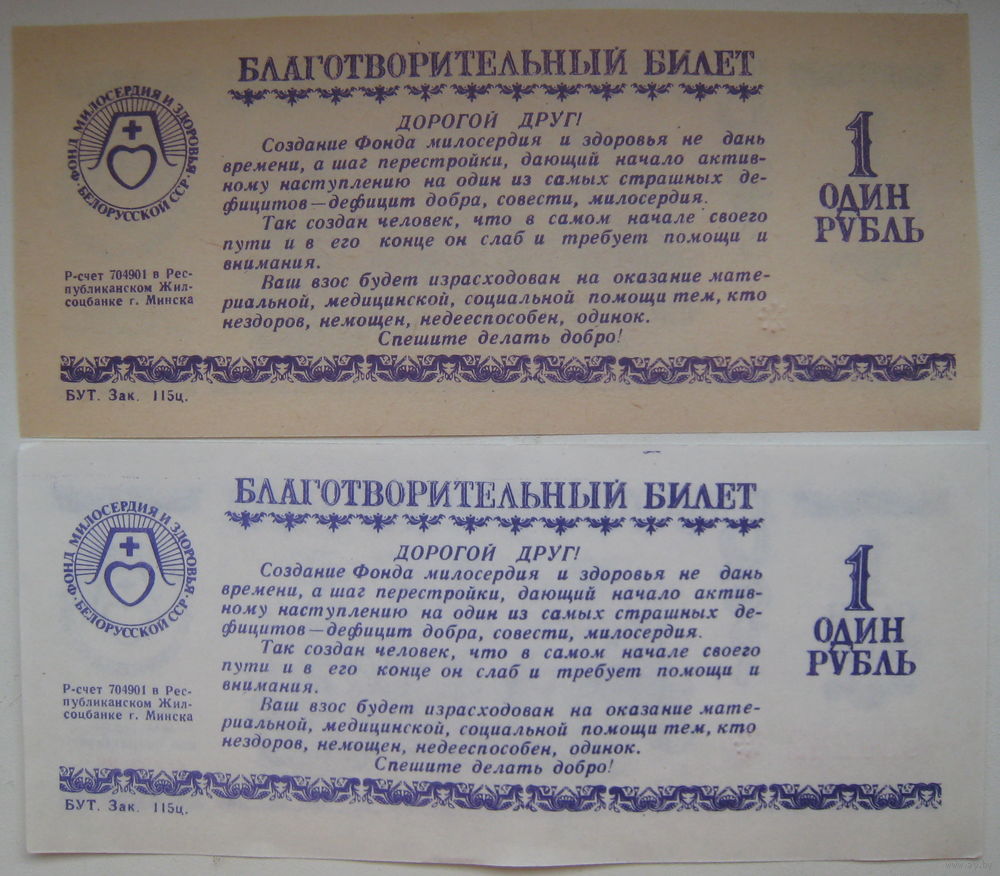 БЛАГОТВОРИТЕЛЬНЫЙ БИЛЕТ
ФОНД МИЛОСЕРДИЯ И ЗДОРОВЬЯ
· БЕЛОРУССКОЙ ССР ·
Р-счет 704901 в Рес-
публиканском Жил-
соцбанке г. Минска
ДОРОГОЙ ДРУГ!
Создание Фонда милосердия и здоровья не дань
времени, а шаг перестройки, дающий начало актив-
ному наступлению на один из самых страшных де-
фицитов—дефицит добра, совести, милосердия.
Так создан человек, что в самом начале своего
пути и в его конце он слаб и требует помощи и
внимания.
Ваш взос будет израсходован на оказание мате-
риальной, медицинской, социальной помощи тем, кто
нездоров, немощен, недееспособен, одинок.
Спешите делать добро!
1
ОДИН
РУБЛЬ
БУТ. Зак. 115ц.
БЛАГОТВОРИТЕЛЬНЫЙ БИЛЕТ
ФОНД МИЛОСЕРДИЯ И ЗДОРОВЬЯ
· БЕЛОРУССКОЙ ССР ·
Р-счет 704901 в Рес-
публиканском Жил-
соцбанке г. Минска
ДОРОГОЙ ДРУГ!
Создание Фонда милосердия и здоровья не дань
времени, а шаг перестройки, дающий начало актив-
ному наступлению на один из самых страшных де-
фицитов—дефицит добра, совести, милосердия.
Так создан человек, что в самом начале своего
пути и в его конце он слаб и требует помощи и
внимания.
Ваш взос будет израсходован на оказание мате-
риальной, медицинской, социальной помощи тем, кто
нездоров, немощен, недееспособен, одинок.
Спешите делать добро!
1
ОДИН
РУБЛЬ
БУТ. Зак. 115ц.